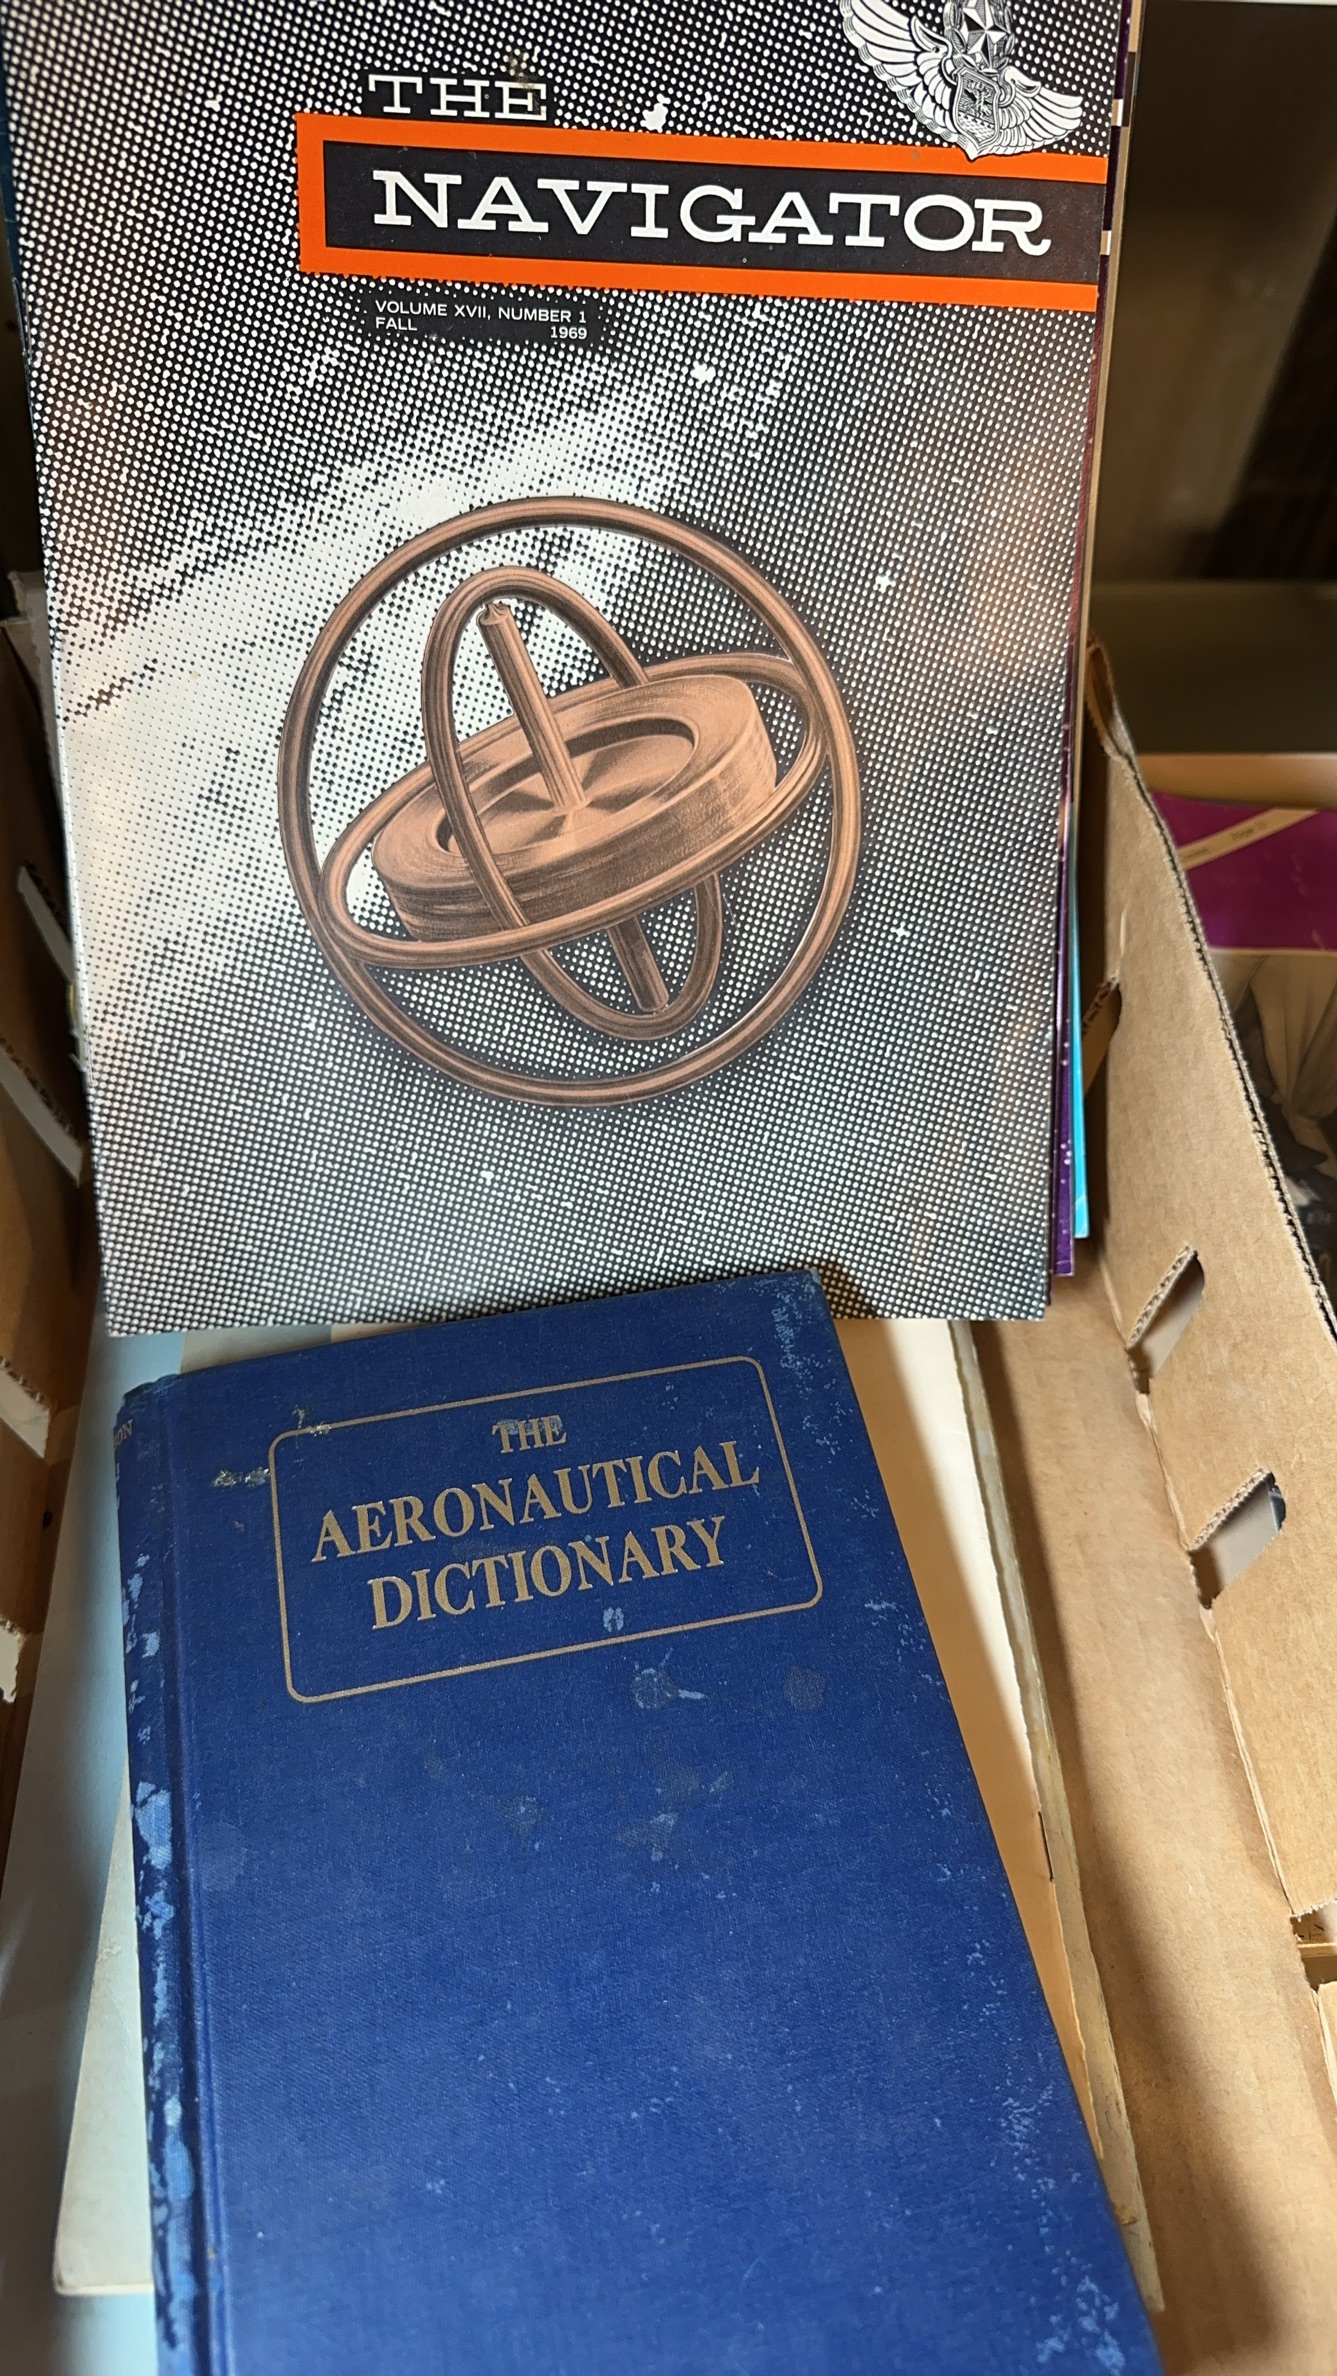 THE
NAVIGATOR
VOLUME XVII, NUMBER 1
FALL 1969
THE
AERONAUTICAL
DICTIONARY